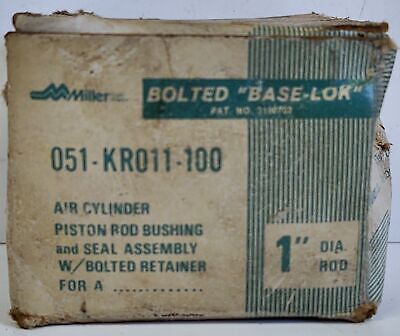 Miller
BOLTED "BASE-LOK"
PAT. NO.
051-KR011-100
AIR CYLINDER
PISTON ROD BUSHING
and SEAL ASSEMBLY
W/BOLTED RETAINER
FOR A .............
1" DIA.
ROD